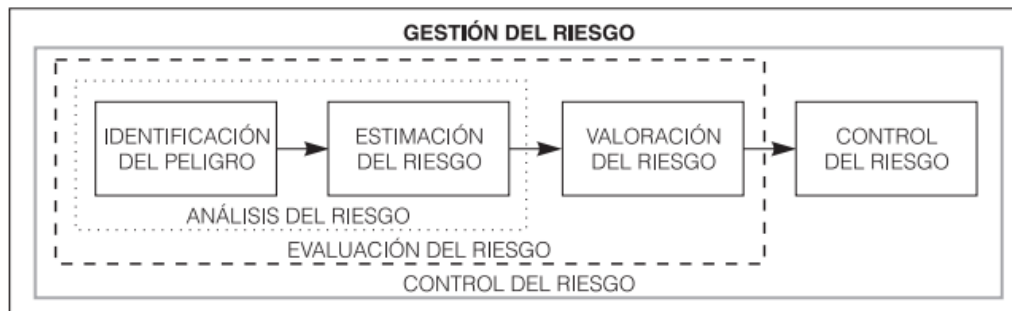 GESTIÓN DEL RIESGO
IDENTIFICACIÓN
DEL PELIGRO
ESTIMACIÓN
DEL RIESGO
VALORACIÓN
DEL RIESGO
CONTROL
DEL RIESGO
ANÁLISIS DEL RIESGO
EVALUACIÓN DEL RIESGO
CONTROL DEL RIESGO